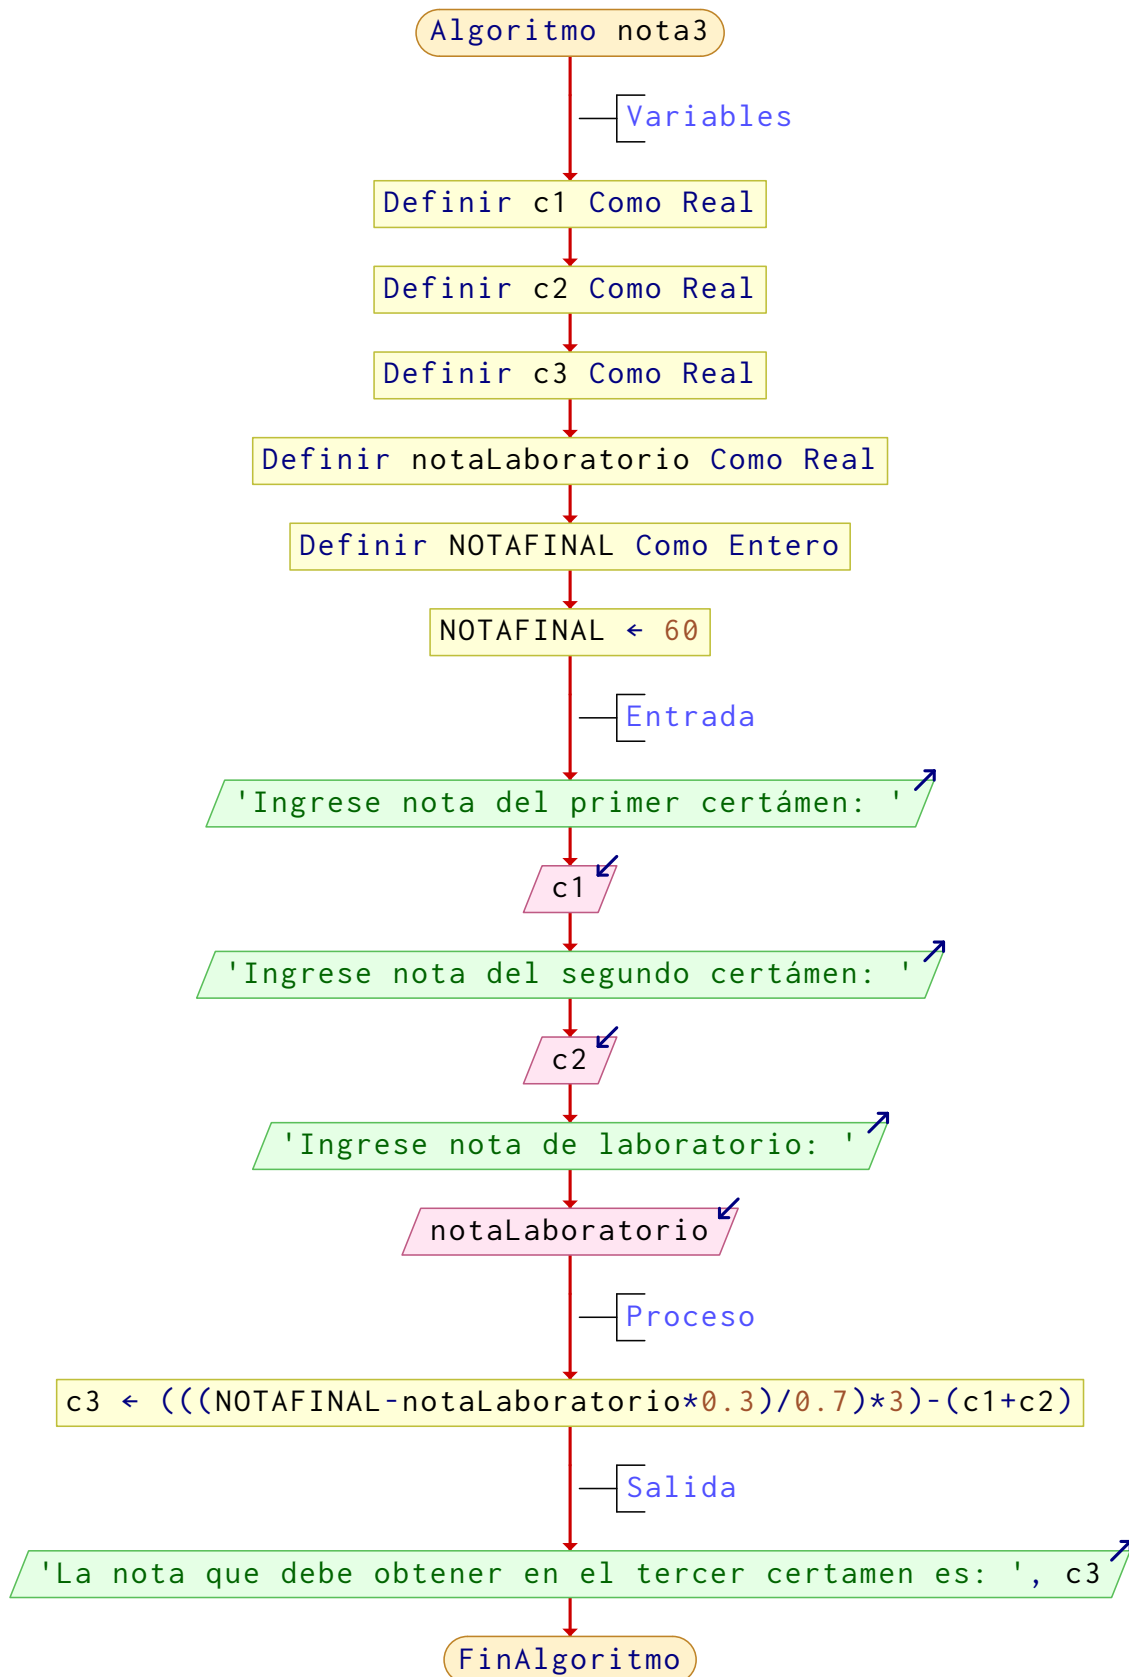 Algoritmo nota3
Variables
Definir c1 Como Real
Definir c2 Como Real
Definir c3 Como Real
Definir notaLaboratorio Como Real
Definir NOTAFINAL Como Entero
NOTAFINAL ← 60
Entrada
'Ingrese nota del primer certámen: '
c1
'Ingrese nota del segundo certámen: '
c2
'Ingrese nota de laboratorio: '
notaLaboratorio
Proceso
c3 ← (((NOTAFINAL-notaLaboratorio*0.3)/0.7)*3)-(c1+c2)
Salida
'La nota que debe obtener en el tercer certamen es: ', c3
FinAlgoritmo